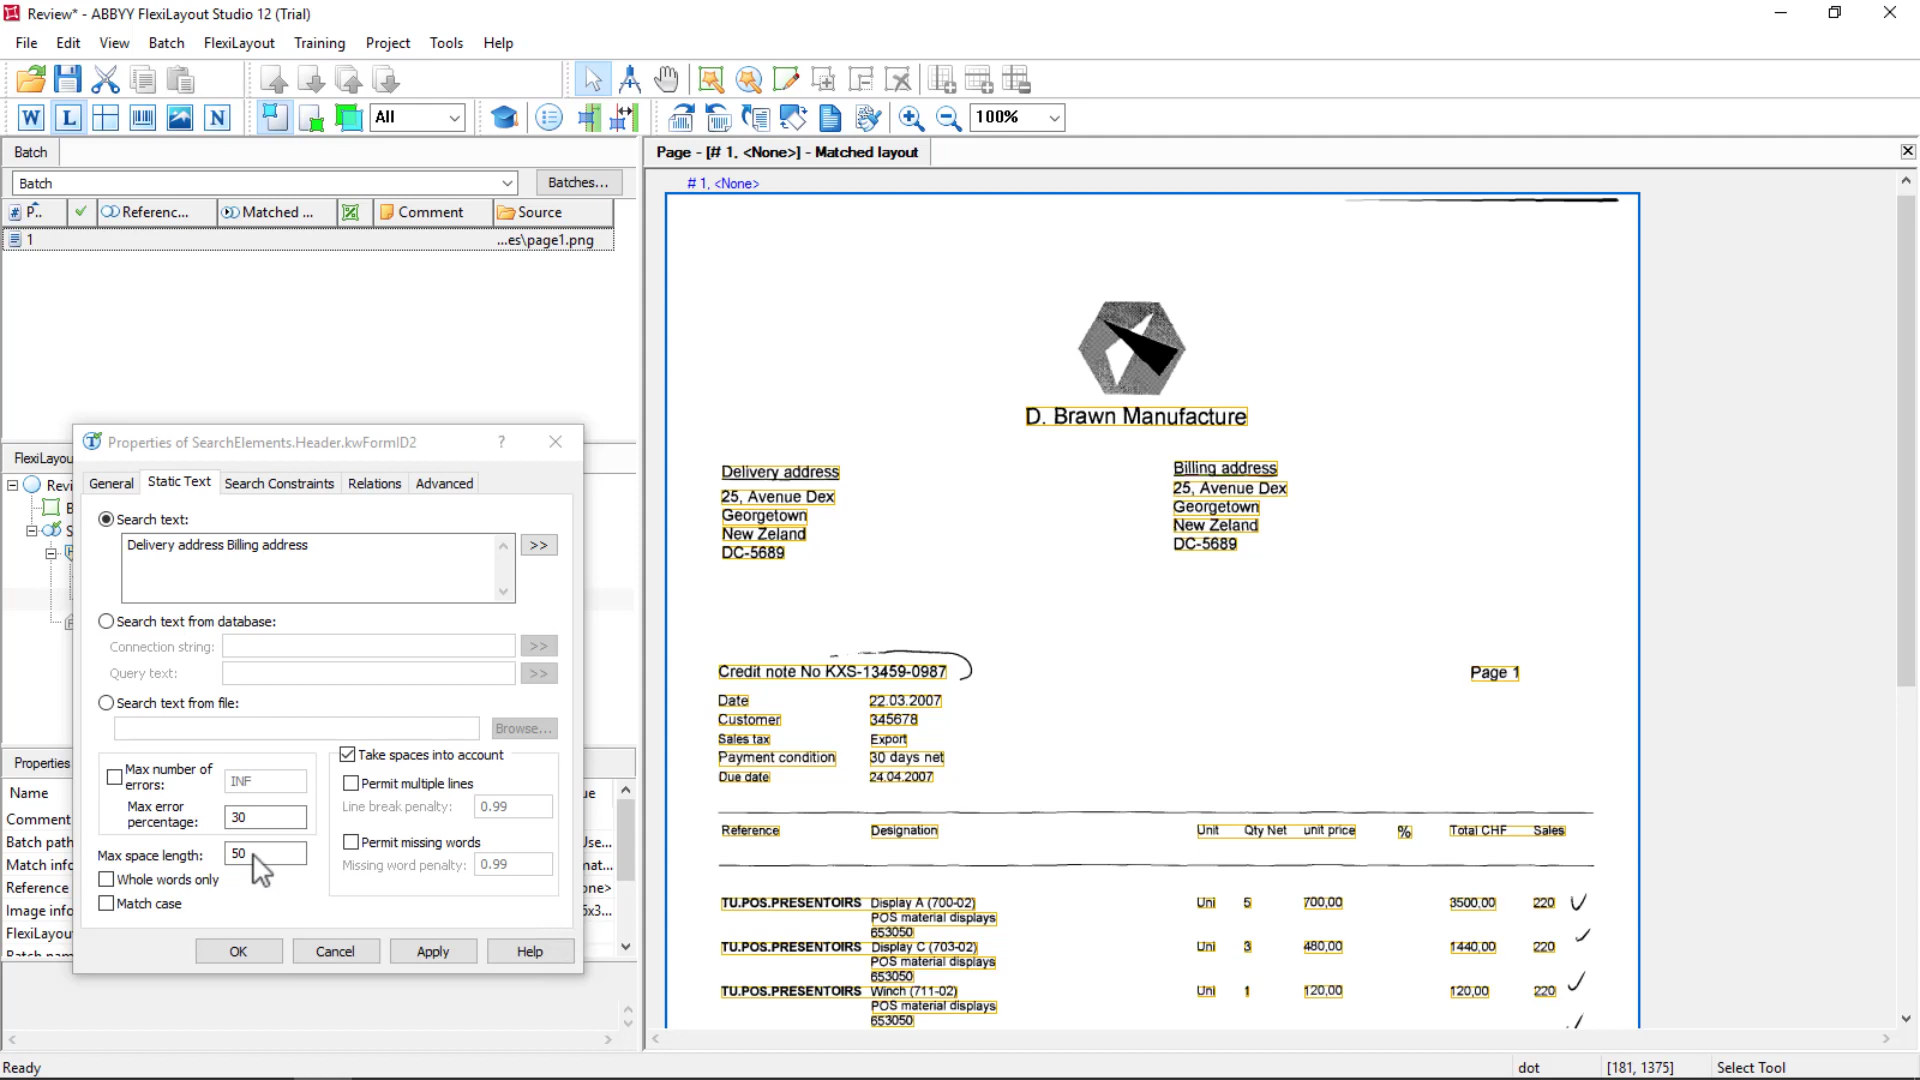 Review* - ABBYY FlexiLayout Studio 12 (Trial)
File Edit View Batch FlexiLayout Training Project Tools Help
W L N All 100%
Batch
Page - [# 1, <None>] - Matched layout
Batch Batches...
# 1, <None>
# P.. Referenc... Matched ... Comment Source
1 ...es\page1.png
D. Brawn Manufacture
Properties of SearchElements.Header.kwFormID2 ?
FlexiLayou
General Static Text Search Constraints Relations Advanced
Revi
Search text:
Delivery address Billing address
>>
Search text from database:
Connection string: >>
Query text: >>
Search text from file:
Browse...
Max number of errors: INF
Max error percentage: 30
Max space length: 50
Whole words only
Match case
Take spaces into account
Permit multiple lines
Line break penalty: 0.99
Permit missing words
Missing word penalty: 0.99
OK Cancel Apply Help
Properties
Name
Comment
Batch path
Match info
Reference
Image info
FlexiLayou
Delivery address
25, Avenue Dex
Georgetown
New Zeland
DC-5689
Billing address
25, Avenue Dex
Georgetown
New Zeland
DC-5689
Credit note No KXS-13459-0987 Page 1
Date 22.03.2007
Customer 345678
Sales tax Export
Payment condition 30 days net
Due date 24.04.2007
Reference Designation Unit Qty Net unit price % Total CHF Sales
TU.POS.PRESENTOIRS Display A (700-02) Uni 5 700,00 3500,00 220
POS material displays
653050
TU.POS.PRESENTOIRS Display C (703-02) Uni 3 480,00 1440,00 220
POS material displays
653050
TU.POS.PRESENTOIRS Winch (711-02) Uni 1 120,00 120,00 220
POS material displays
653050
Ready dot [181, 1375] Select Tool